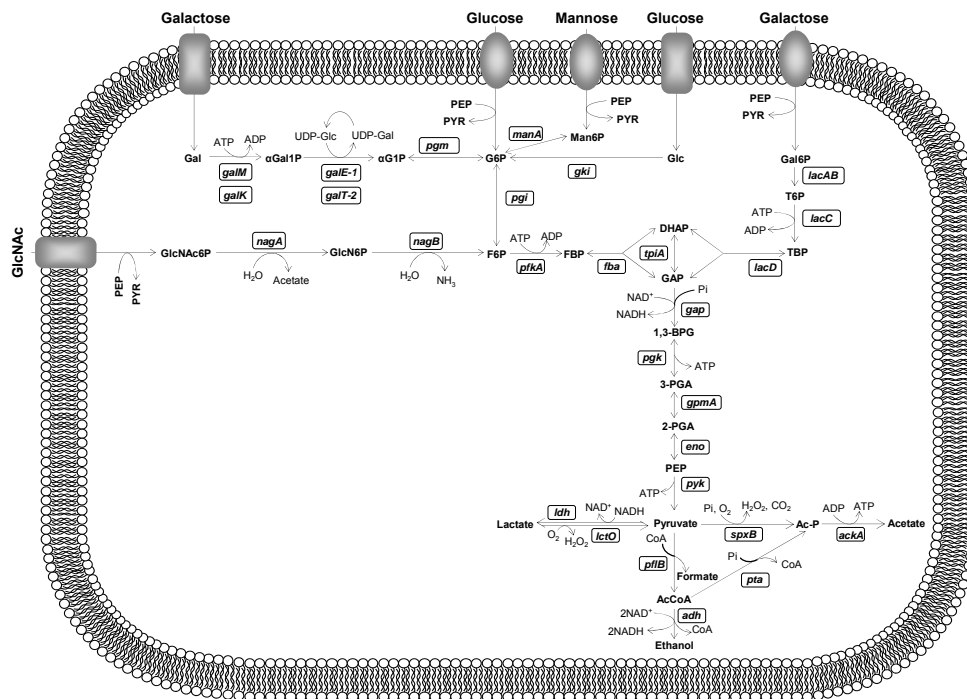 Galactose Glucose Mannose Glucose Galactose
PEP
PYR
PEP
PYR
PEP
PYR
manA
Man6P
ATP ADP
UDP-Glc UDP-Gal
Gal
αGal1P
αG1P
pgm
G6P
gki
Glc
Gal6P
galM
galK
galE-1
galT-2
lacAB
T6P
pgi
ATP
ADP
lacC
GlcNAc
GlcNAc6P
nagA
H2O
Acetate
GlcN6P
nagB
H2O
NH3
F6P
ATP ADP
pfkA
FBP
fba
DHAP
tpiA
GAP
lacD
TBP
PEP
PYR
NAD+
NADH
Pi
gap
1,3-BPG
pgk
ATP
3-PGA
gpmA
2-PGA
eno
PEP
ATP
pyk
Lactate
ldh
NAD+ NADH
O2
H2O2
lctO
Pyruvate
Pi, O2
H2O2, CO2
spxB
Ac-P
ADP ATP
ackA
Acetate
CoA
pflB
Formate
Pi
CoA
pta
AcCoA
2NAD+
2NADH
adh
CoA
Ethanol